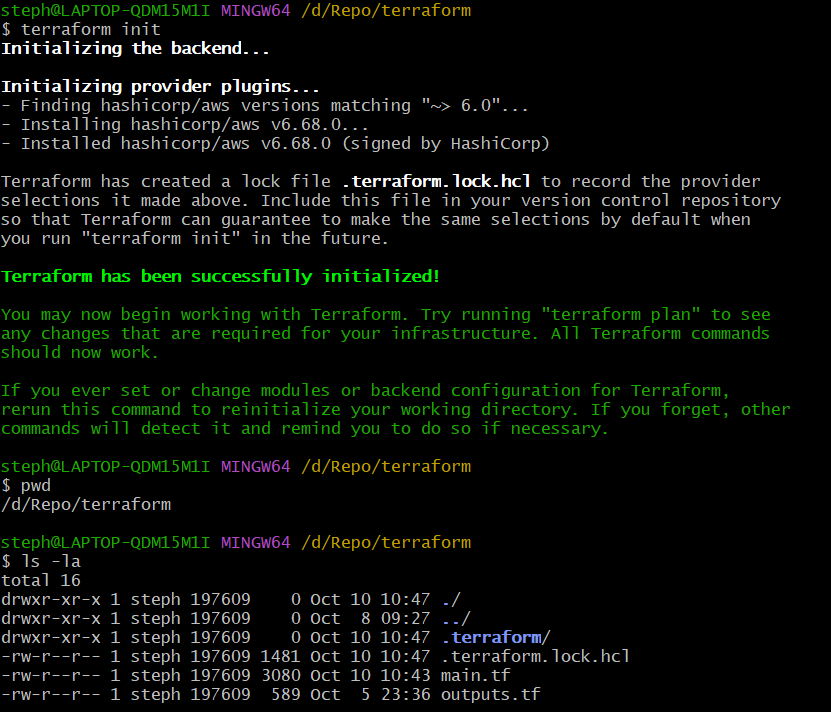 steph@LAPTOP-QDM15M1I MINGW64 /d/Repo/terraform
$ terraform init
Initializing the backend...
Initializing provider plugins...
- Finding hashicorp/aws versions matching "~> 6.0"...
- Installing hashicorp/aws v6.68.0...
- Installed hashicorp/aws v6.68.0 (signed by HashiCorp)
Terraform has created a lock file .terraform.lock.hcl to record the provider
selections it made above. Include this file in your version control repository
so that Terraform can guarantee to make the same selections by default when
you run "terraform init" in the future.
Terraform has been successfully initialized!
You may now begin working with Terraform. Try running "terraform plan" to see
any changes that are required for your infrastructure. All Terraform commands
should now work.
If you ever set or change modules or backend configuration for Terraform,
rerun this command to reinitialize your working directory. If you forget, other
commands will detect it and remind you to do so if necessary.
steph@LAPTOP-QDM15M1I MINGW64 /d/Repo/terraform
$ pwd
/d/Repo/terraform
steph@LAPTOP-QDM15M1I MINGW64 /d/Repo/terraform
$ ls -la
total 16
drwxr-xr-x 1 steph 197609    0 Oct 10 10:47 ./
drwxr-xr-x 1 steph 197609    0 Oct  8 09:27 ../
drwxr-xr-x 1 steph 197609    0 Oct 10 10:47 .terraform/
-rw-r--r-- 1 steph 197609 1481 Oct 10 10:47 .terraform.lock.hcl
-rw-r--r-- 1 steph 197609 3080 Oct 10 10:43 main.tf
-rw-r--r-- 1 steph 197609  589 Oct  5 23:36 outputs.tf